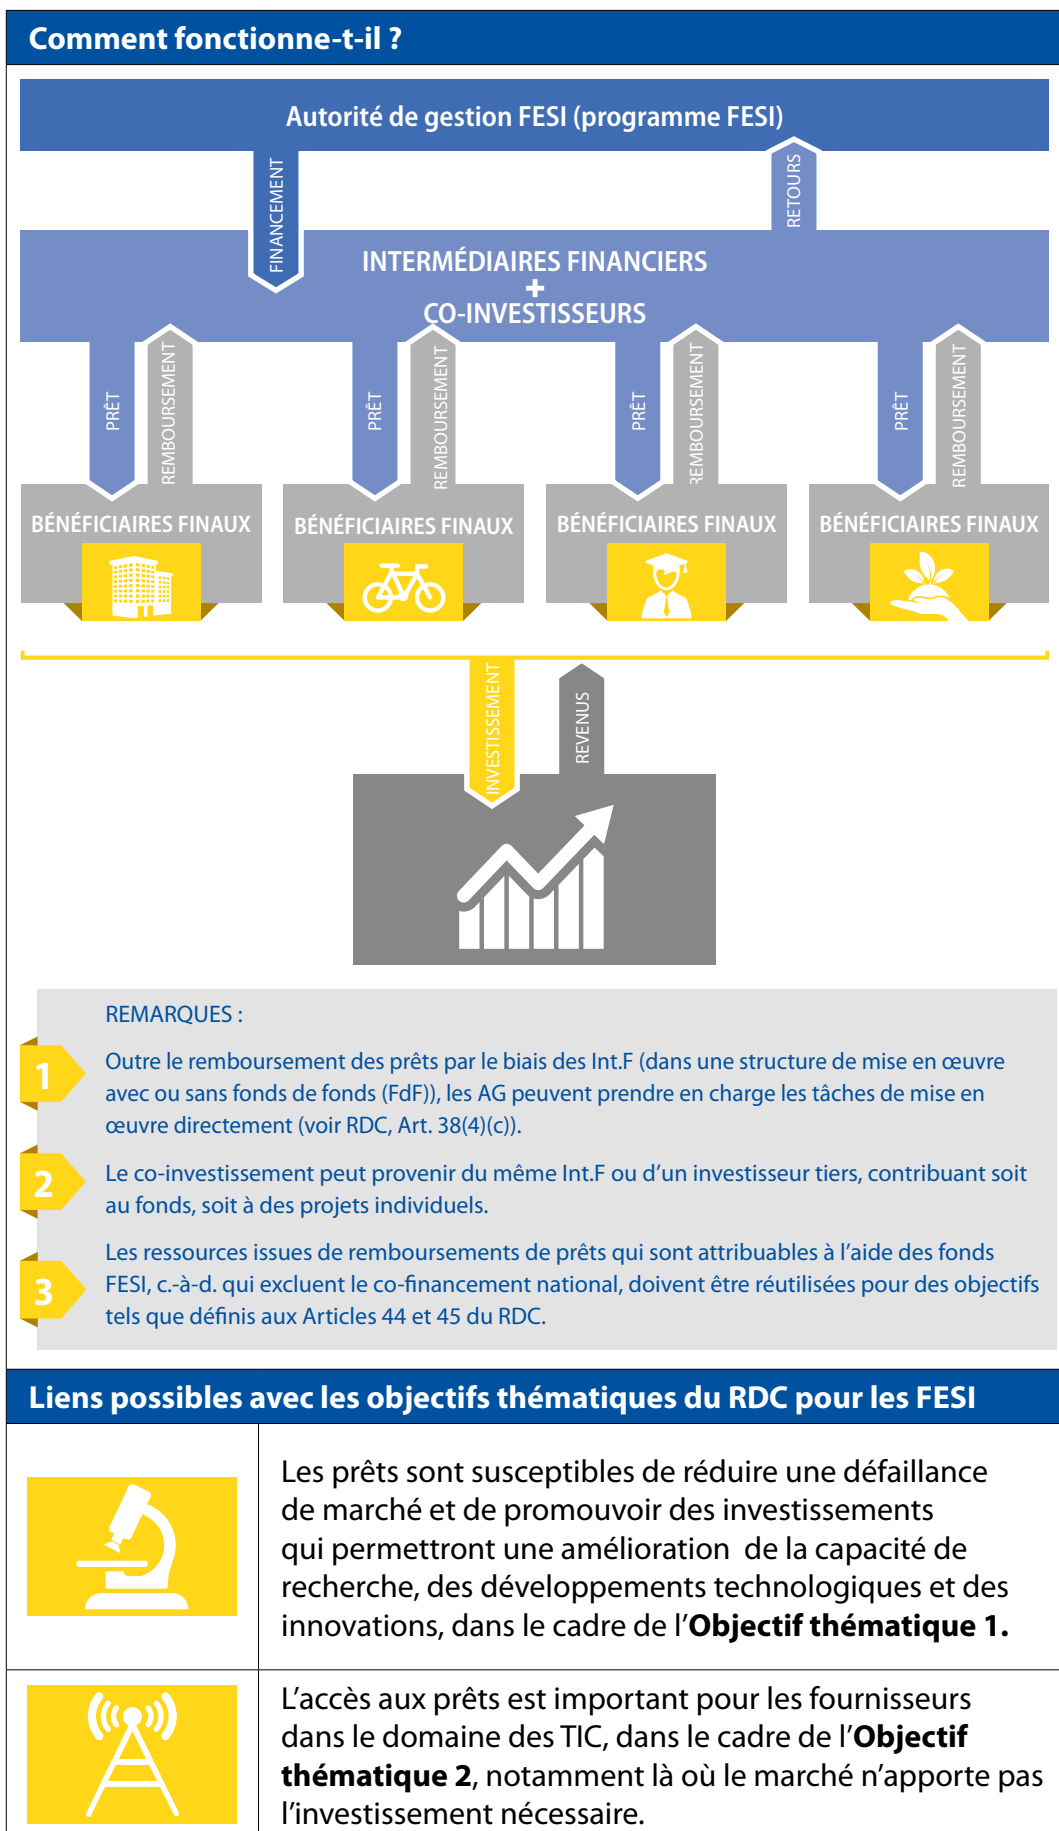 Comment fonctionne-t-il ?
Autorité de gestion FESI (programme FESI)
FINANCEMENT
RETOURS
INTERMÉDIAIRES FINANCIERS
+
CO-INVESTISSEURS
PRÊT
REMBOURSEMENT
PRÊT
REMBOURSEMENT
PRÊT
REMBOURSEMENT
PRÊT
REMBOURSEMENT
BÉNÉFICIAIRES FINAUX
BÉNÉFICIAIRES FINAUX
BÉNÉFICIAIRES FINAUX
BÉNÉFICIAIRES FINAUX
INVESTISSEMENT
REVENUS
REMARQUES :
1
Outre le remboursement des prêts par le biais des Int.F (dans une structure de mise en œuvre
avec ou sans fonds de fonds (FdF)), les AG peuvent prendre en charge les tâches de mise en
œuvre directement (voir RDC, Art. 38(4)(c)).
2
Le co-investissement peut provenir du même Int.F ou d'un investisseur tiers, contribuant soit
au fonds, soit à des projets individuels.
3
Les ressources issues de remboursements de prêts qui sont attribuables à l'aide des fonds
FESI, c.-à-d. qui excluent le co-financement national, doivent être réutilisées pour des objectifs
tels que définis aux Articles 44 et 45 du RDC.
Liens possibles avec les objectifs thématiques du RDC pour les FESI
Les prêts sont susceptibles de réduire une défaillance
de marché et de promouvoir des investissements
qui permettront une amélioration  de la capacité de
recherche, des développements technologiques et des
innovations, dans le cadre de l'Objectif thématique 1.
L'accès aux prêts est important pour les fournisseurs
dans le domaine des TIC, dans le cadre de l'Objectif
thématique 2, notamment là où le marché n'apporte pas
l'investissement nécessaire.